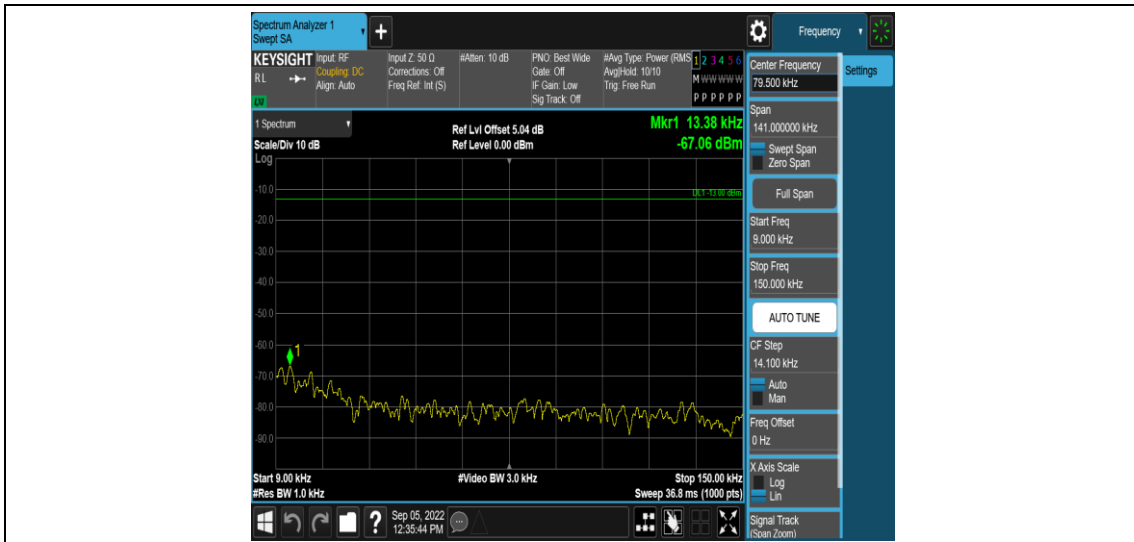 Spectrum Analyzer 1
Swept SA
+
Frequency
KEYSIGHT
RL
LXI
Input: RF
Coupling: DC
Align: Auto
Input Z: 50 Ω
Corrections: Off
Freq Ref: Int (S)
#Atten: 10 dB
PNO: Best Wide
Gate: Off
IF Gain: Low
Sig Track: Off
#Avg Type: Power (RMS
Avg|Hold: 10/10
Trig: Free Run
1 2 3 4 5 6
M W W W W W
P P P P P P
1 Spectrum
Scale/Div 10 dB
Log
Ref Lvl Offset 5.04 dB
Ref Level 0.00 dBm
Mkr1 13.38 kHz
-67.06 dBm
DL1 -13.00 dBm
-10.0
-20.0
-30.0
-40.0
-50.0
-60.0
1
-70.0
-80.0
-90.0
Start 9.00 kHz
#Video BW 3.0 kHz
Stop 150.00 kHz
#Res BW 1.0 kHz
Sweep 36.8 ms (1000 pts)
?
Sep 05, 2022
12:35:44 PM
Center Frequency
79.500 kHz
Settings
Span
141.000000 kHz
Swept Span
Zero Span
Full Span
Start Freq
9.000 kHz
Stop Freq
150.000 kHz
AUTO TUNE
CF Step
14.100 kHz
Auto
Man
Freq Offset
0 Hz
X Axis Scale
Log
Lin
Signal Track
(Span Zoom)